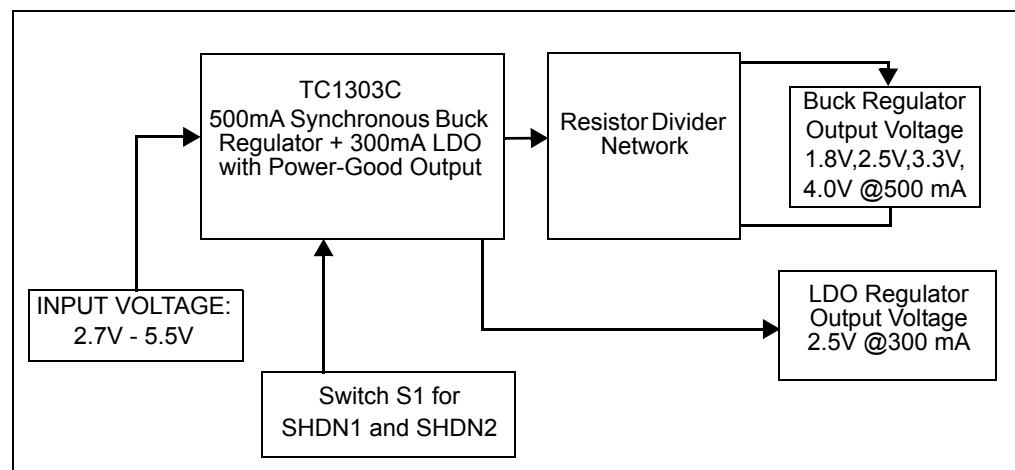 TC1303C
500mA Synchronous Buck
Regulator + 300mA LDO
with Power-Good Output
Resistor Divider
Network
Buck Regulator
Output Voltage
1.8V,2.5V,3.3V,
4.0V @500 mA
INPUT VOLTAGE:
2.7V - 5.5V
LDO Regulator
Output Voltage
2.5V @300 mA
Switch S1 for
SHDN1 and SHDN2